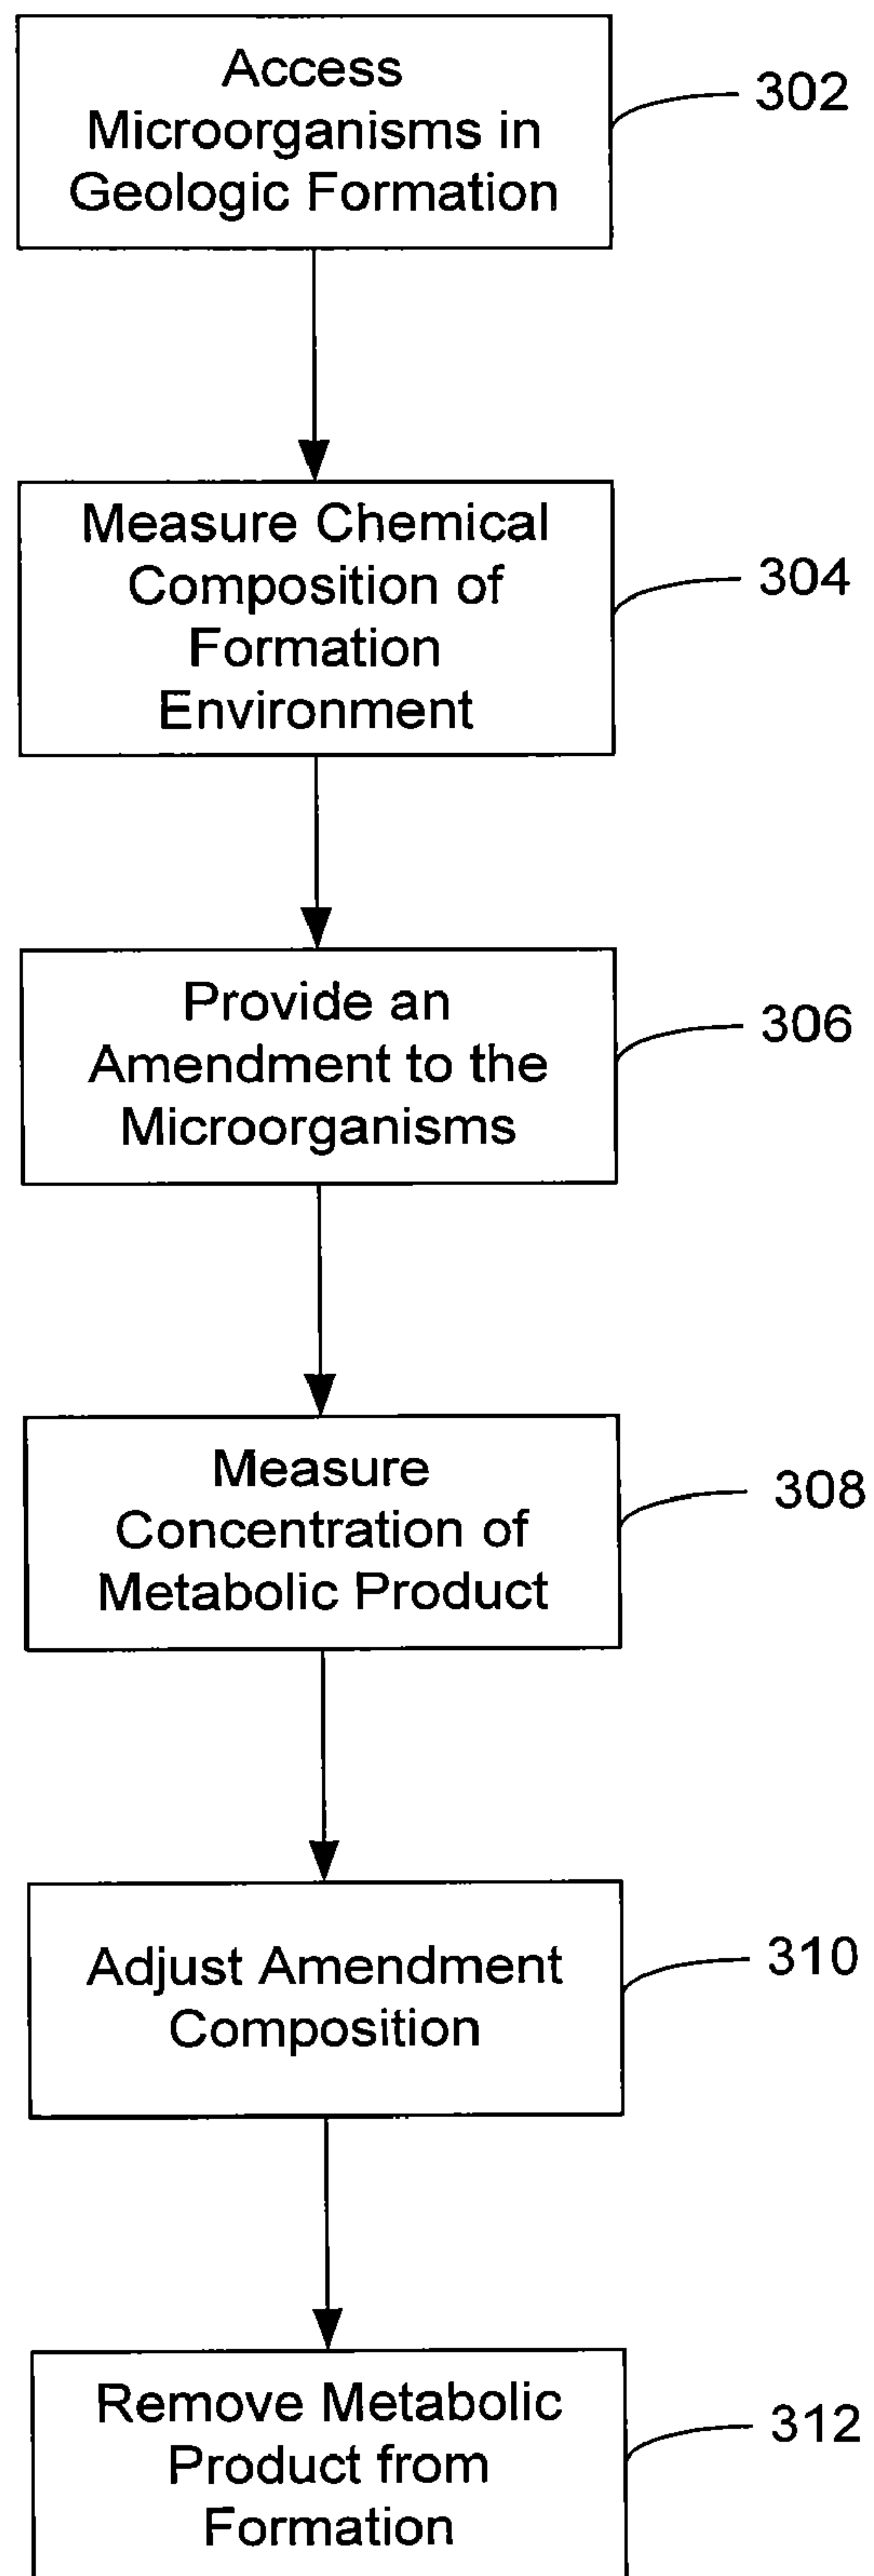 Access
Microorganisms in
Geologic Formation
302
Measure Chemical
Composition of
Formation
Environment
304
Provide an
Amendment to the
Microorganisms
306
Measure
Concentration of
Metabolic Product
308
Adjust Amendment
Composition
310
Remove Metabolic
Product from
Formation
312